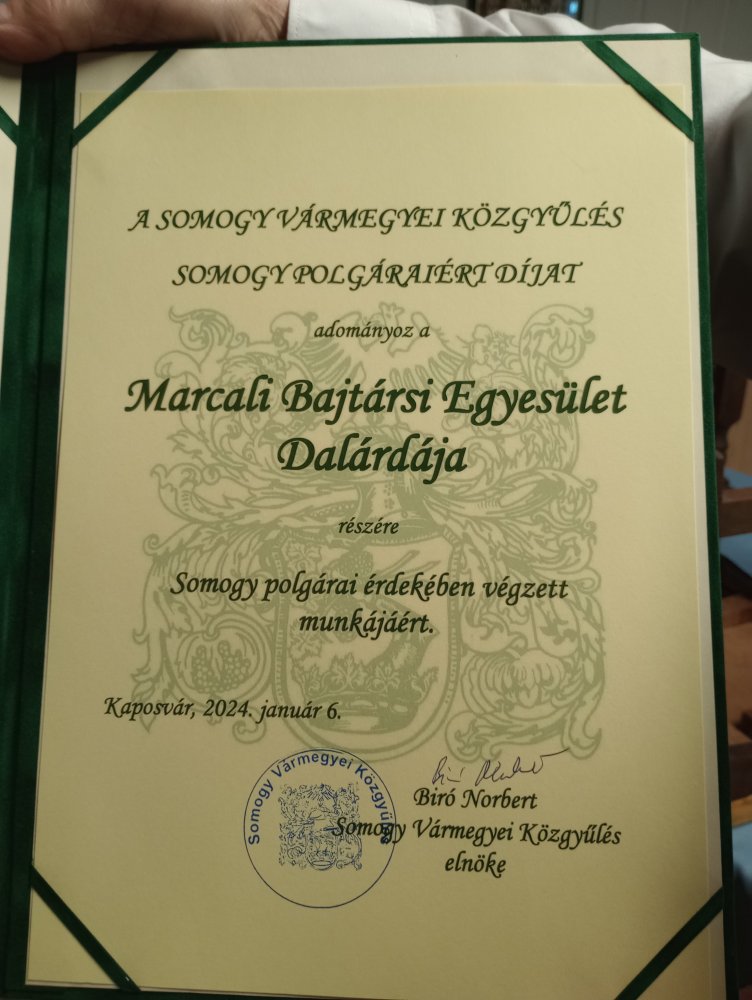 A SOMOGY VÁRMEGYEI KÖZGYŰLÉS
SOMOGY POLGÁRAIÉRT DÍJAT
adományoz a
Marcali Bajtársi Egyesület
Dalárdája
részére
Somogy polgárai érdekében végzett
munkájáért.
Kaposvár, 2024. január 6.
Somogy Vármegyei Közgyűlés
Biró Norbert
Somogy Vármegyei Közgyűlés
elnöke